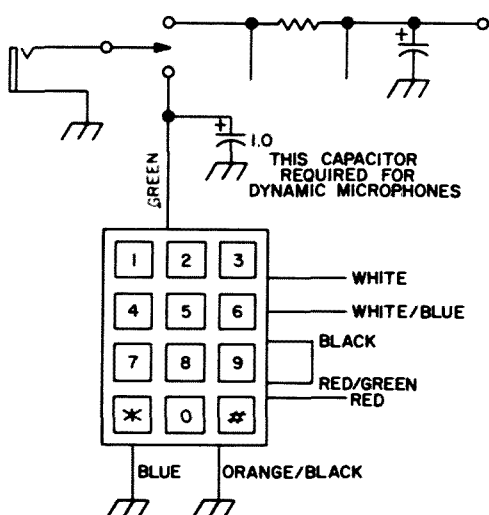 +
+
1.0
THIS CAPACITOR
REQUIRED FOR
DYNAMIC MICROPHONES
GREEN
1 2 3
WHITE
4 5 6
WHITE/BLUE
BLACK
7 8 9
RED/GREEN
RED
* 0 #
BLUE
ORANGE/BLACK